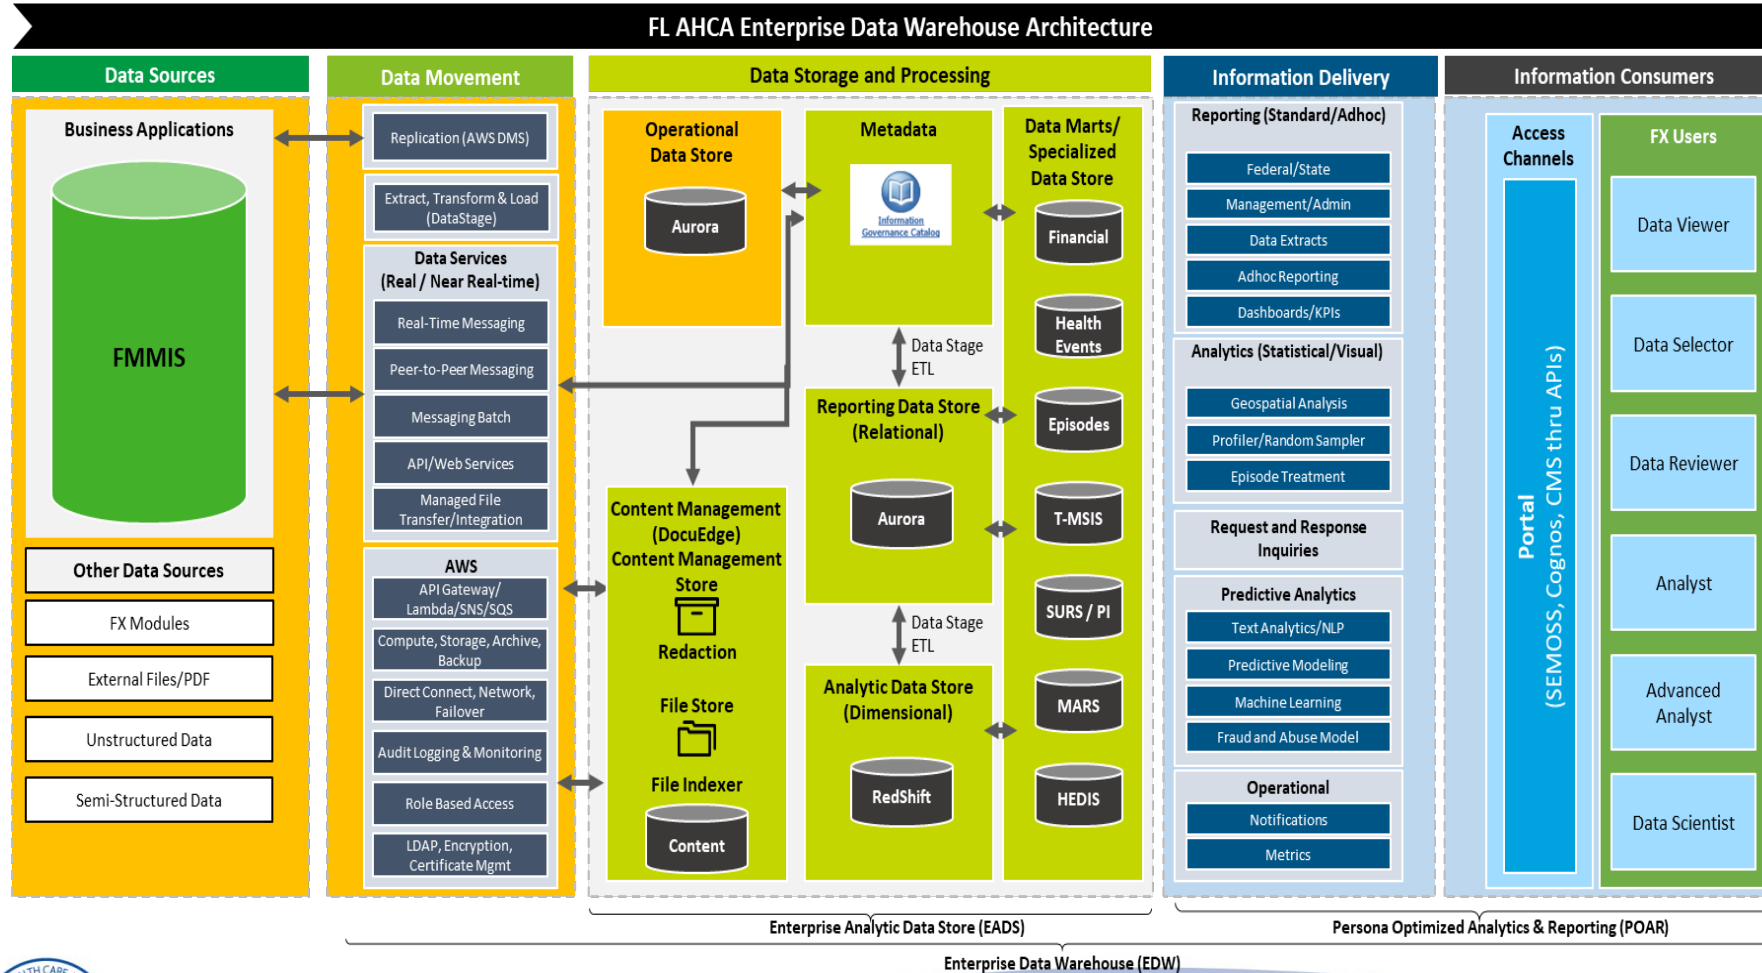 FL AHCA Enterprise Data Warehouse Architecture
Data Sources
Business Applications
FMMIS
Other Data Sources
FX Modules
External Files/PDF
Unstructured Data
Semi-Structured Data
Data Movement
Replication (AWS DMS)
Extract, Transform & Load
(DataStage)
Data Services
(Real / Near Real-time)
Real-Time Messaging
Peer-to-Peer Messaging
Messaging Batch
API/Web Services
Managed File
Transfer/Integration
AWS
API Gateway/
Lambda/SNS/SQS
Compute, Storage, Archive,
Backup
Direct Connect, Network,
Failover
Audit Logging & Monitoring
Role Based Access
LDAP, Encryption,
Certificate Mgmt
Data Storage and Processing
Operational
Data Store
Aurora
Content Management
(DocuEdge)
Content Management
Store
Redaction
File Store
File Indexer
Content
Metadata
Information
Governance Catalog
Data Stage
ETL
Reporting Data Store
(Relational)
Aurora
Data Stage
ETL
Analytic Data Store
(Dimensional)
RedShift
Data Marts/
Specialized
Data Store
Financial
Health
Events
Episodes
T-MSIS
SURS / PI
MARS
HEDIS
Information Delivery
Reporting (Standard/Adhoc)
Federal/State
Management/Admin
Data Extracts
Adhoc Reporting
Dashboards/KPIs
Analytics (Statistical/Visual)
Geospatial Analysis
Profiler/Random Sampler
Episode Treatment
Request and Response
Inquiries
Predictive Analytics
Text Analytics/NLP
Predictive Modeling
Machine Learning
Fraud and Abuse Model
Operational
Notifications
Metrics
Information Consumers
Access
Channels
Portal
(SEMOSS, Cognos, CMS thru APIs)
FX Users
Data Viewer
Data Selector
Data Reviewer
Analyst
Advanced
Analyst
Data Scientist
Enterprise Analytic Data Store (EADS)
Persona Optimized Analytics & Reporting (POAR)
Enterprise Data Warehouse (EDW)